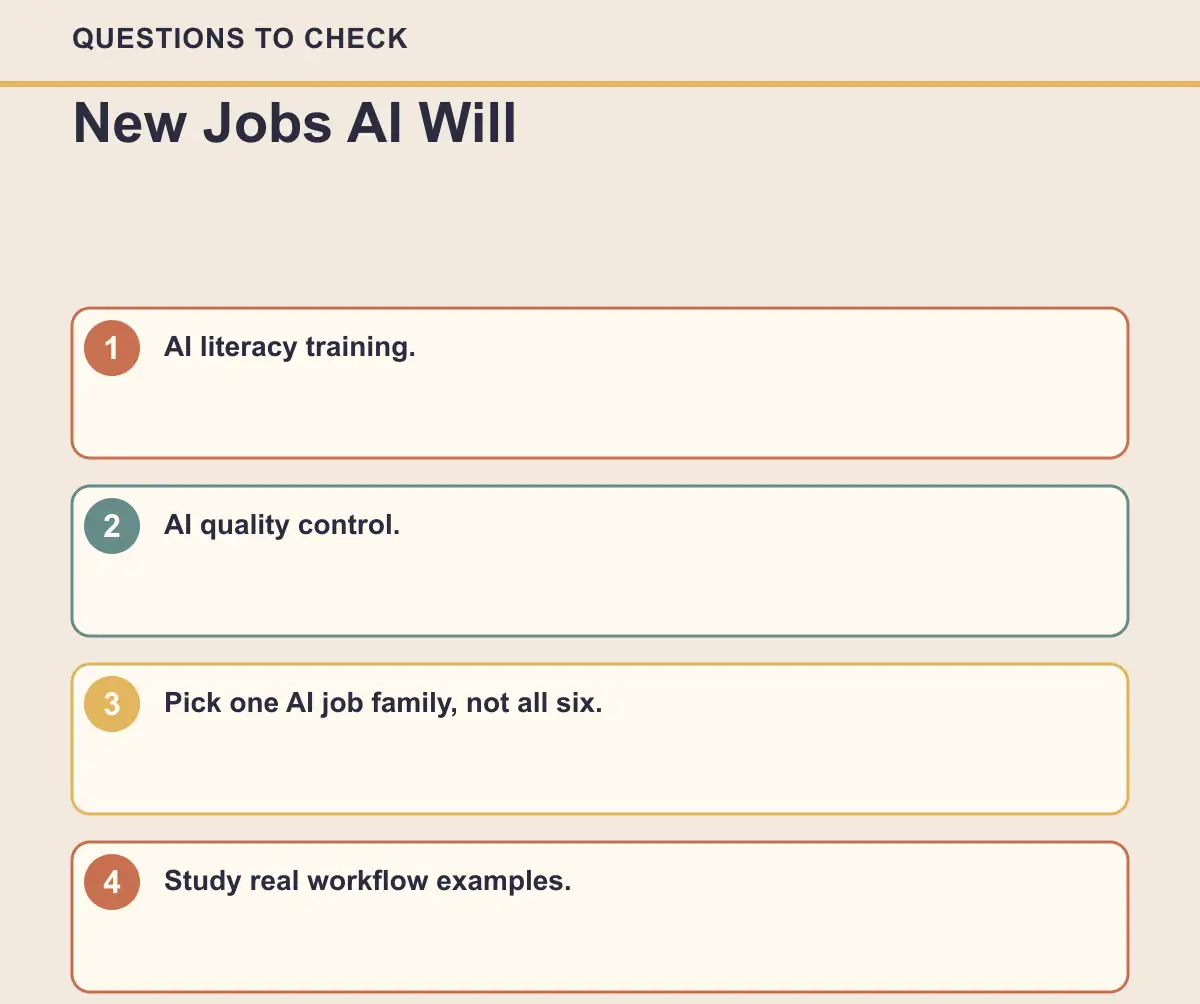 QUESTIONS TO CHECK
New Jobs AI Will
1
AI literacy training.
2
AI quality control.
3
Pick one AI job family, not all six.
4
Study real workflow examples.